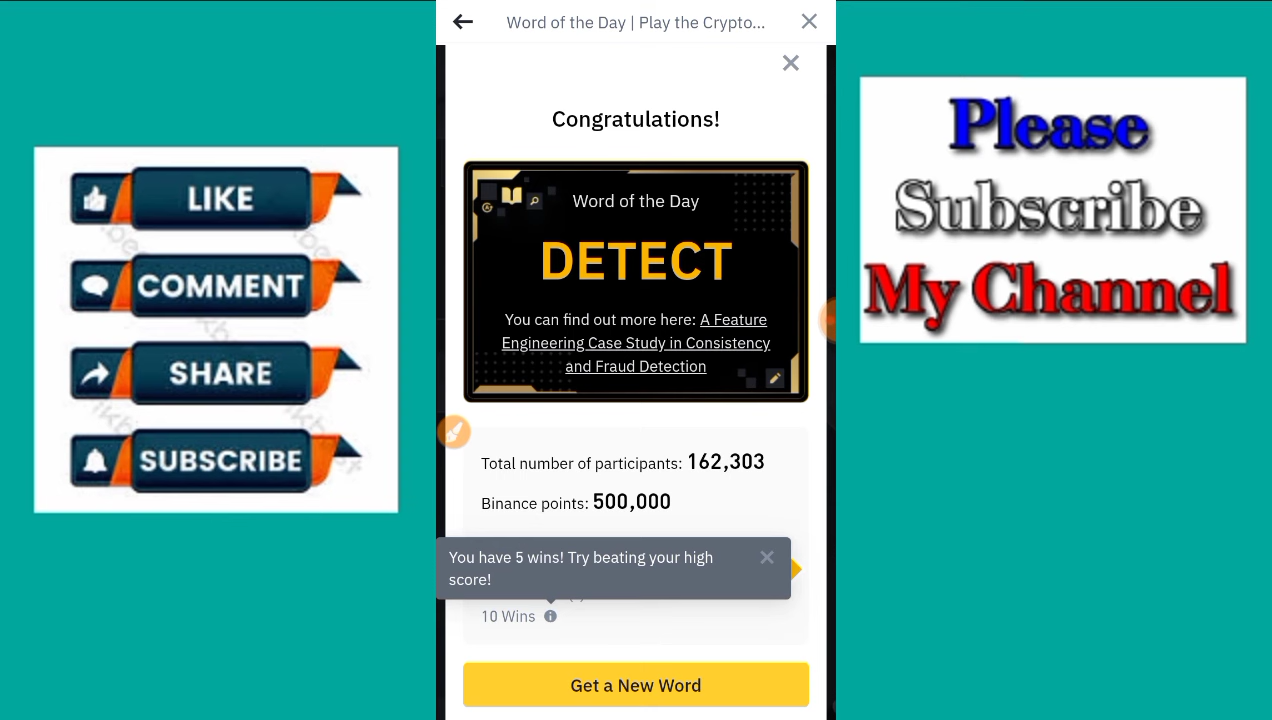 LIKE
COMMENT
SHARE
SUBSCRIBE
Word of the Day | Play the Crypto...
Congratulations!
Word of the Day
DETECT
You can find out more here: A Feature
Engineering Case Study in Consistency
and Fraud Detection
Total number of participants: 162,303
Binance points: 500,000
You have 5 wins! Try beating your high
score!
10 Wins
Get a New Word
Please
Subscribe
My Channel